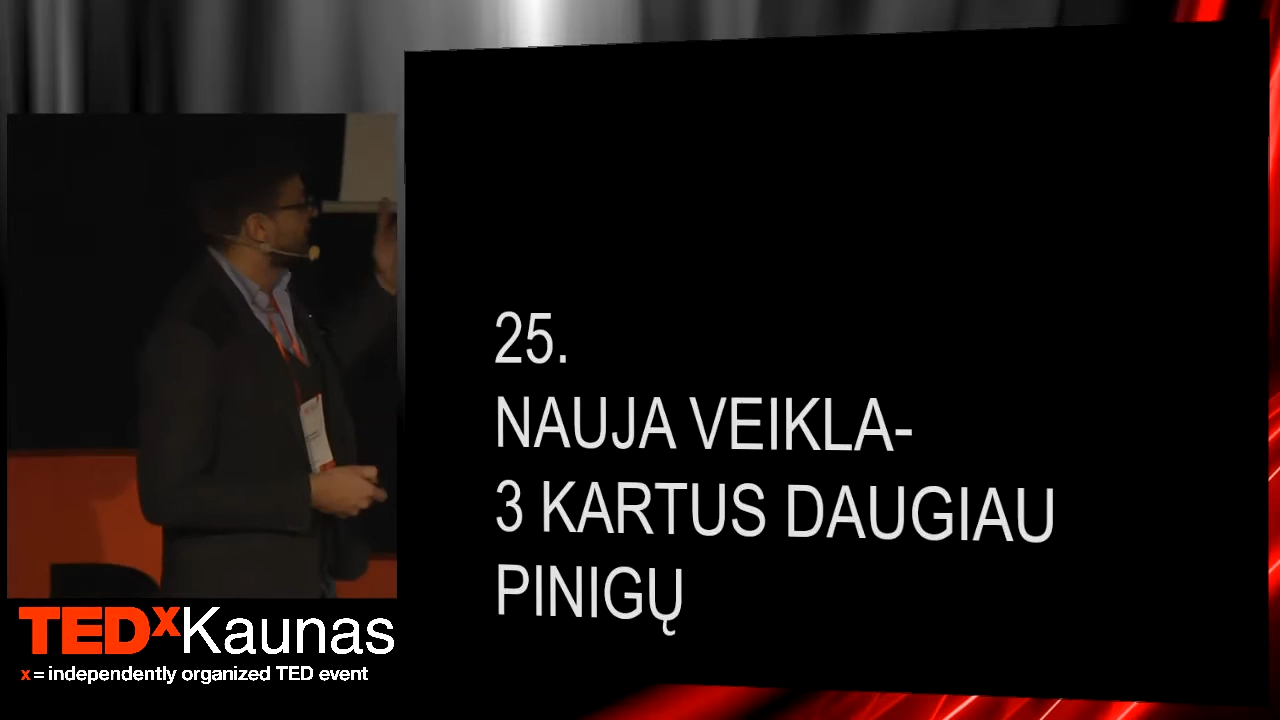 25.
NAUJA VEIKLA-
3 KARTUS DAUGIAU
PINIGŲ
TEDxKaunas
x = independently organized TED event